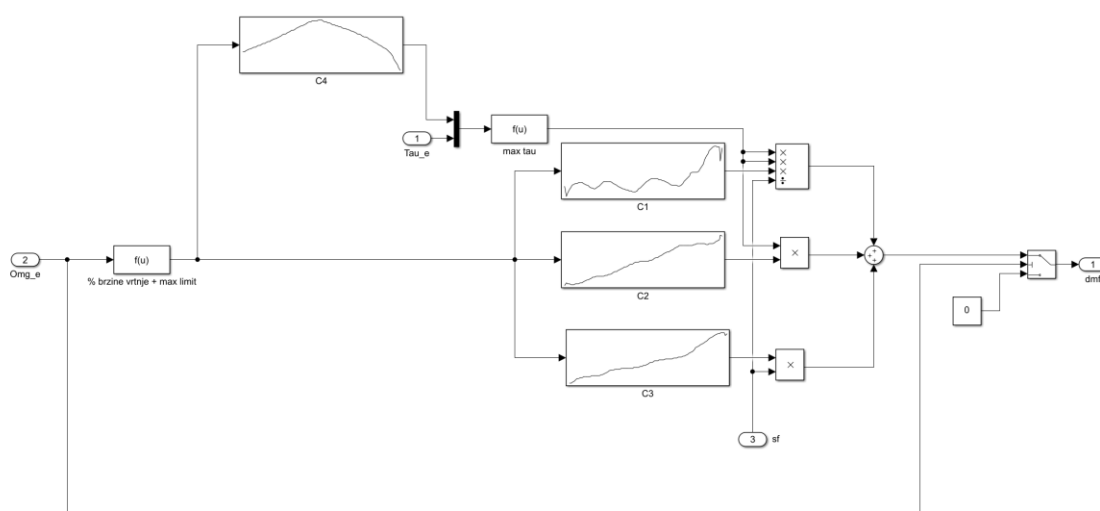 C4
1
Tau_e
f(u)
max tau
C1
×
×
×
÷
2
Omg_e
f(u)
% brzine vrtnje + max limit
C2
×
+
+
+
1
dmf
0
C3
×
3
sf